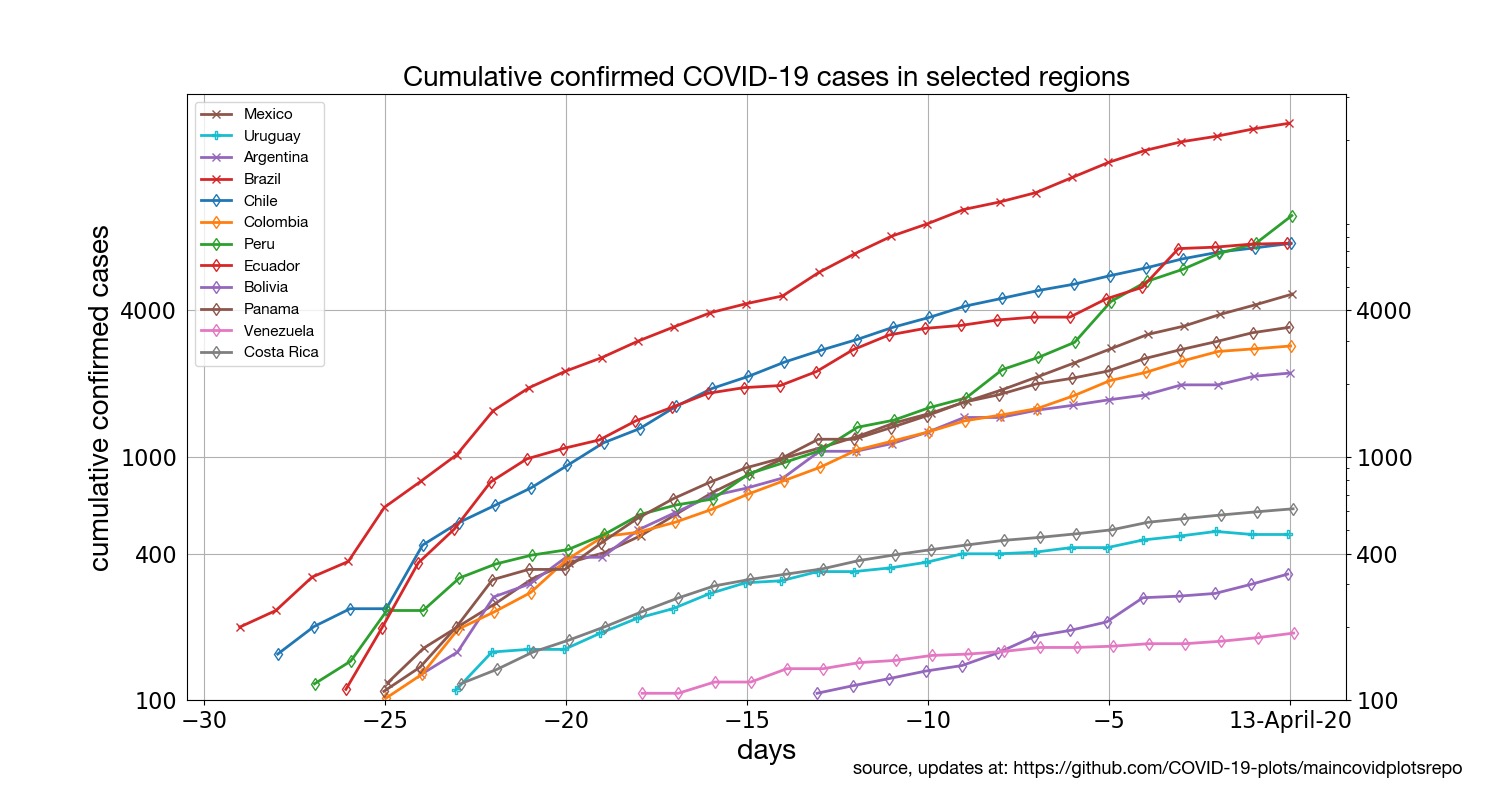 Cumulative confirmed COVID-19 cases in selected regions
Mexico
Uruguay
Argentina
Brazil
Chile
Colombia
Peru
Ecuador
Bolivia
Panama
Venezuela
Costa Rica
cumulative confirmed cases
4000
1000
400
100
4000
1000
400
100
−30
−25
−20
−15
−10
−5
13-April-20
days
source, updates at: https://github.com/COVID-19-plots/maincovidplotsrepo